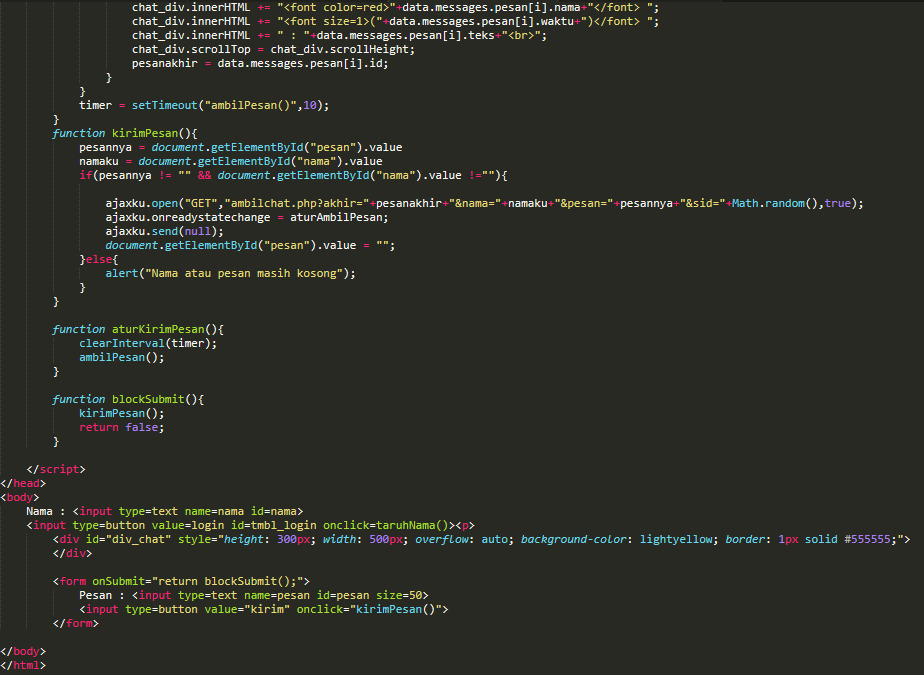 chat_div.innerHTML += "<font color=red>"+data.messages.pesan[i].nama+"</font> ";
chat_div.innerHTML += "<font size=1>("+data.messages.pesan[i].waktu+")</font> ";
chat_div.innerHTML += " : "+data.messages.pesan[i].teks+"<br>";
chat_div.scrollTop = chat_div.scrollHeight;
pesanakhir = data.messages.pesan[i].id;
}
}
timer = setTimeout("ambilPesan()",10);
}
function kirimPesan(){
pesannya = document.getElementById("pesan").value
namaku = document.getElementById("nama").value
if(pesannya != "" && document.getElementById("nama").value !=""){
ajaxku.open("GET","ambilchat.php?akhir="+pesanakhir+"&nama="+namaku+"&pesan="+pesannya+"&sid="+Math.random(),true);
ajaxku.onreadystatechange = aturAmbilPesan;
ajaxku.send(null);
document.getElementById("pesan").value = "";
}else{
alert("Nama atau pesan masih kosong");
}
}
function aturKirimPesan(){
clearInterval(timer);
ambilPesan();
}
function blockSubmit(){
kirimPesan();
return false;
}
</script>
</head>
<body>
Nama : <input type=text name=nama id=nama>
<input type=button value=login id=tmbl_login onclick=taruhNama()><p>
<div id="div_chat" style="height: 300px; width: 500px; overflow: auto; background-color: lightyellow; border: 1px solid #555555;">
</div>
<form onSubmit="return blockSubmit();">
Pesan : <input type=text name=pesan id=pesan size=50>
<input type=button value="kirim" onclick="kirimPesan()">
</form>
</body>
</html>